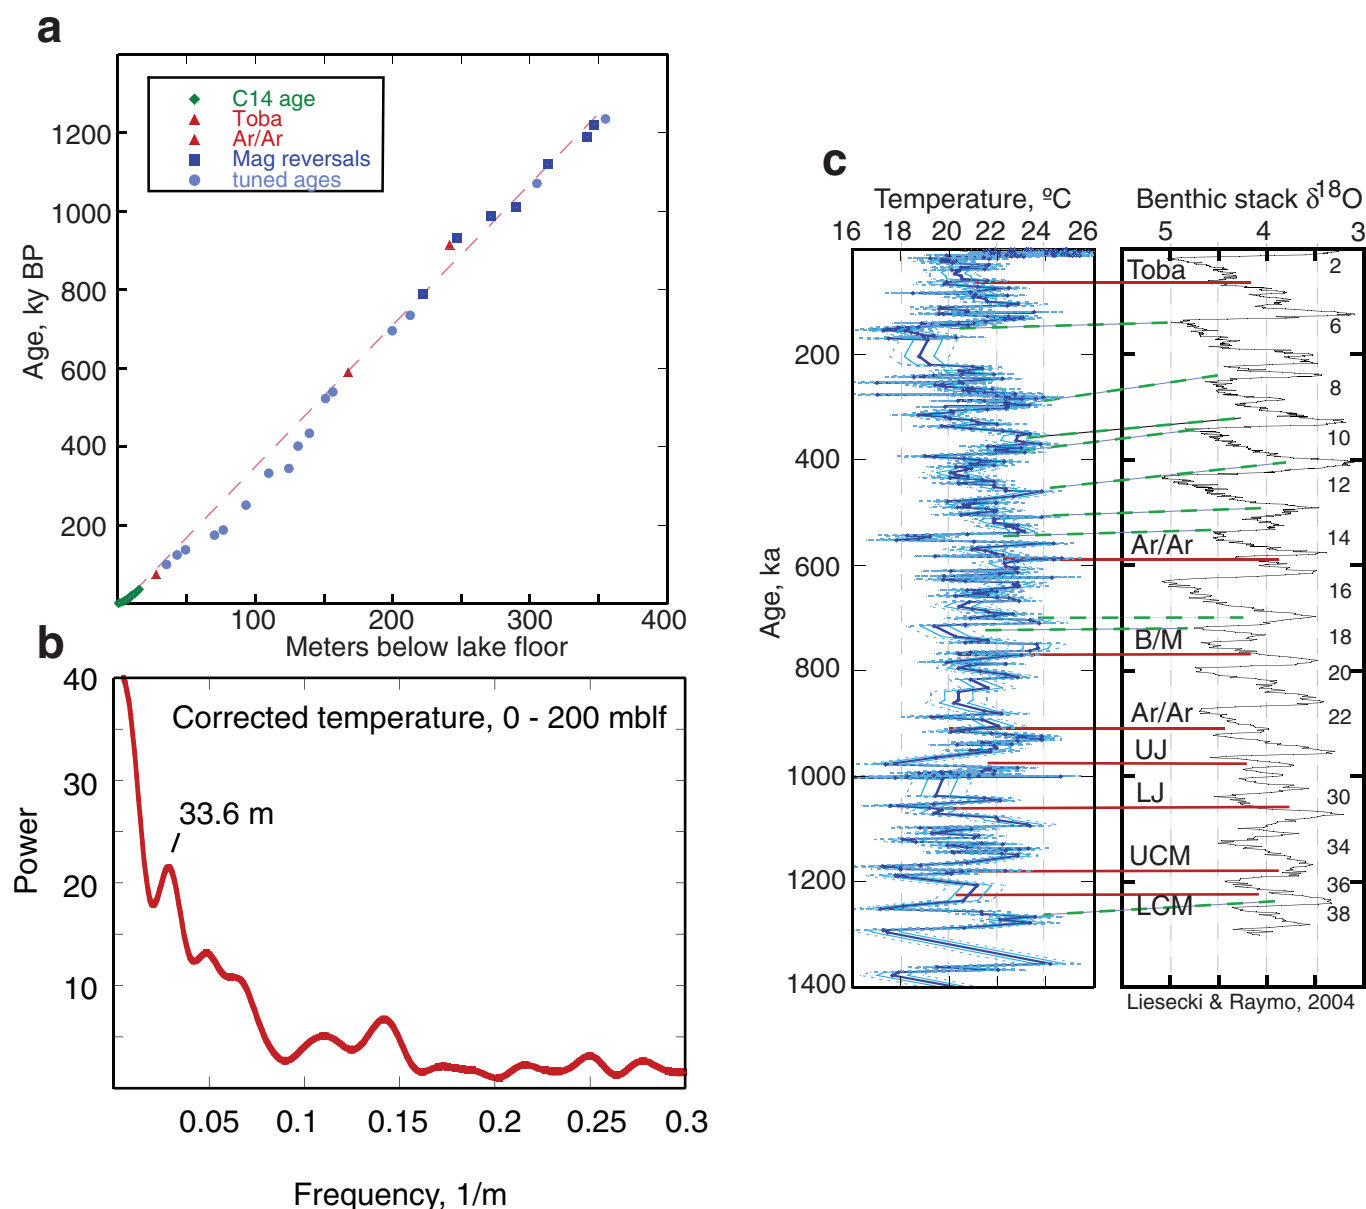 a
C14 age
Toba
Ar/Ar
Mag reversals
tuned ages
Age, ky BP
1200
1000
800
600
400
200
100 200 300 400
Meters below lake floor
b
Corrected temperature, 0 - 200 mblf
33.6 m
Power
40
30
20
10
0.05 0.1 0.15 0.2 0.25 0.3
Frequency, 1/m
c
Temperature, ºC
16 18 20 22 24 26
Benthic stack δ18O
5 4 3
Age, ka
200
400
600
800
1000
1200
1400
Toba
Ar/Ar
B/M
Ar/Ar
UJ
LJ
UCM
LCM
2
6
8
10
12
14
16
18
20
22
30
34
36
38
Liesecki & Raymo, 2004